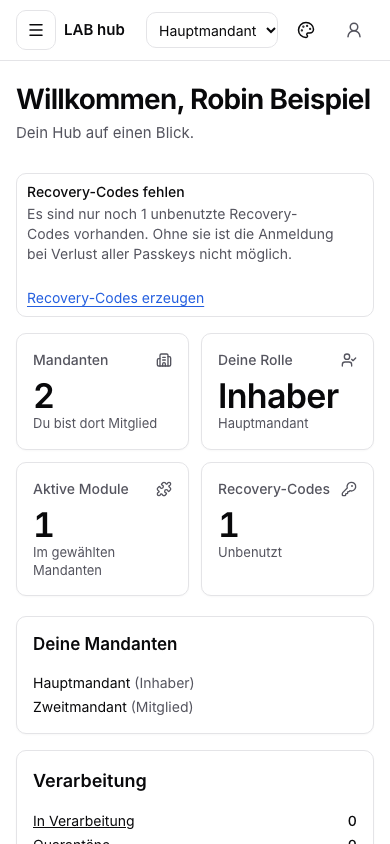 LAB hub
Hauptmandant
Willkommen, Robin Beispiel
Dein Hub auf einen Blick.
Recovery-Codes fehlen
Es sind nur noch 1 unbenutzte Recovery-
Codes vorhanden. Ohne sie ist die Anmeldung
bei Verlust aller Passkeys nicht möglich.
Recovery-Codes erzeugen
Mandanten
2
Du bist dort Mitglied
Deine Rolle
Inhaber
Hauptmandant
Aktive Module
1
Im gewählten
Mandanten
Recovery-Codes
1
Unbenutzt
Deine Mandanten
Hauptmandant (Inhaber)
Zweitmandant (Mitglied)
Verarbeitung
In Verarbeitung 0
Quarantäne 0